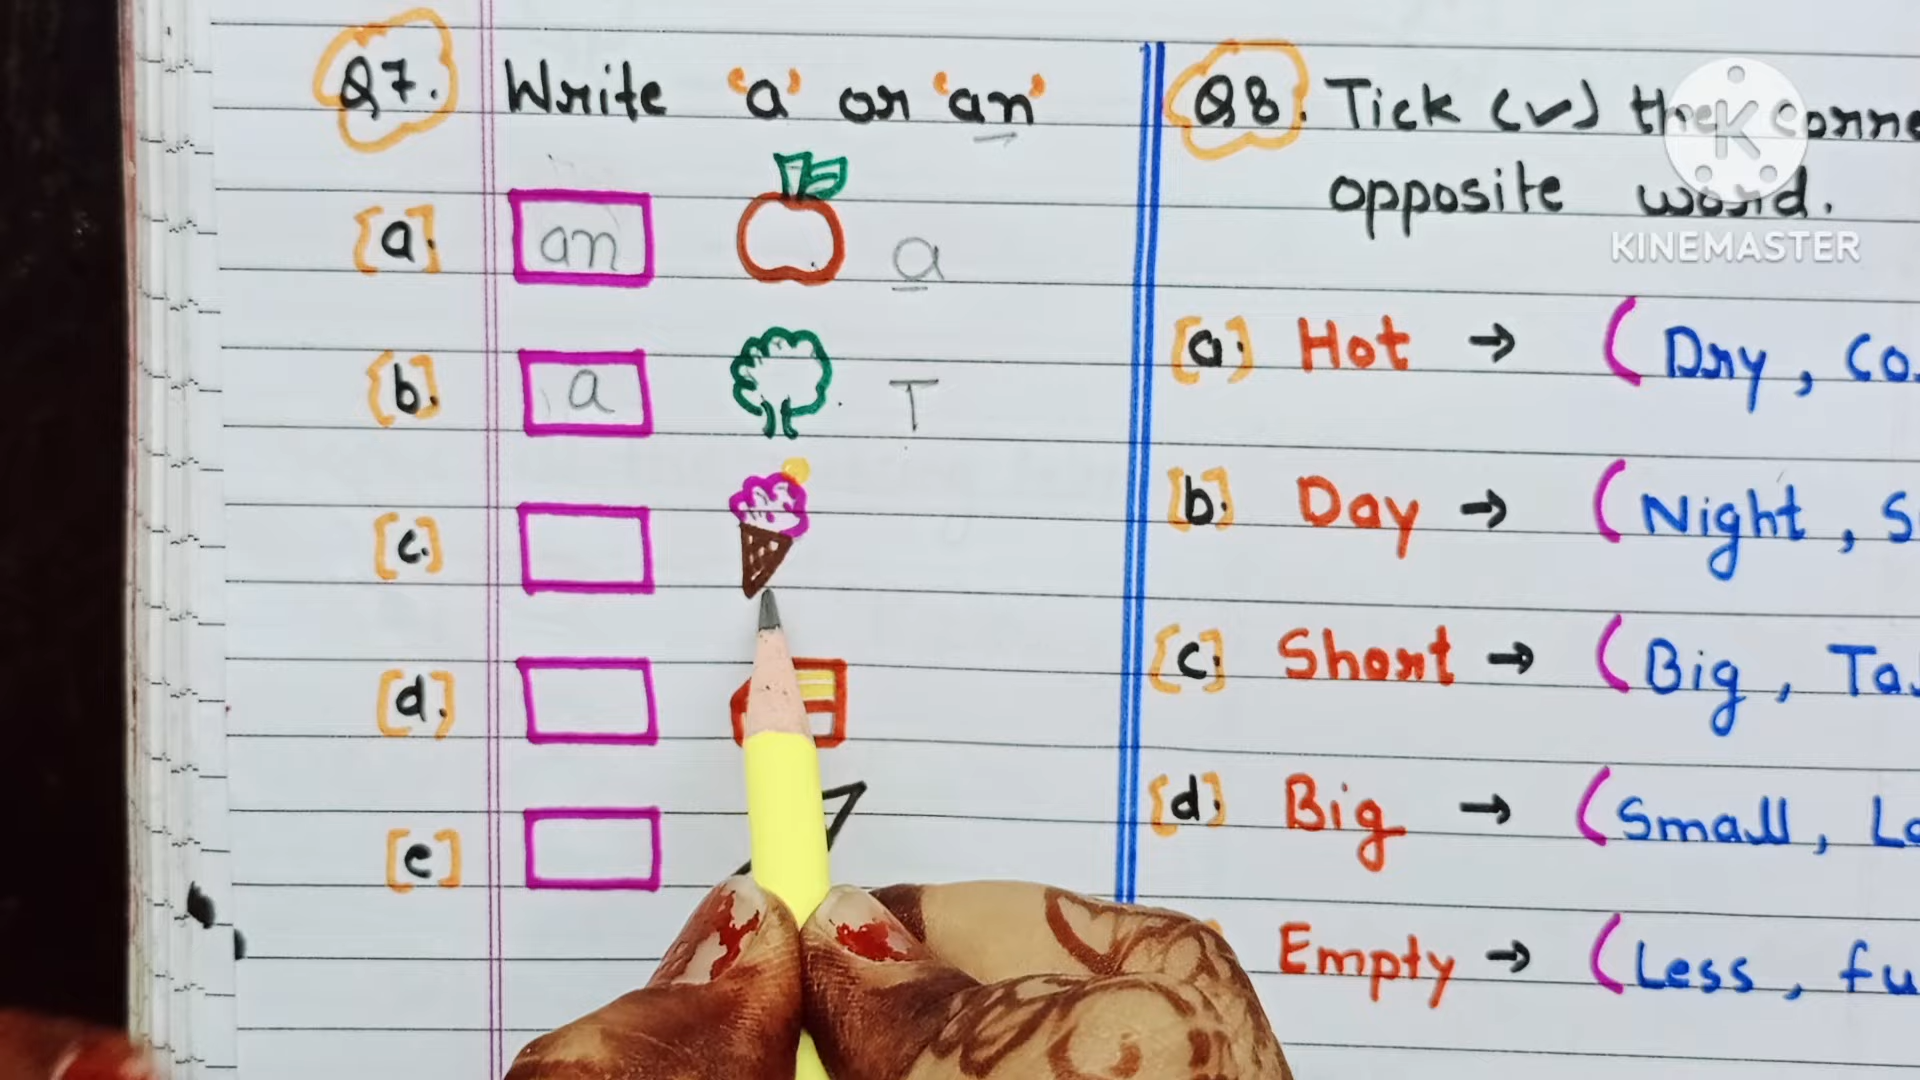 Q7. Write 'a' or 'an'
[a.] an a
[b.] a T
[c.]
[d.]
[e]
Q8. Tick (✓) the
opposite word.
[a.] Hot → ( Dry ,
[b.] Day → ( Night ,
[c.] Short → ( Big ,
[d.] Big → ( Small ,
Empty → ( Less ,
K
KINEMASTER